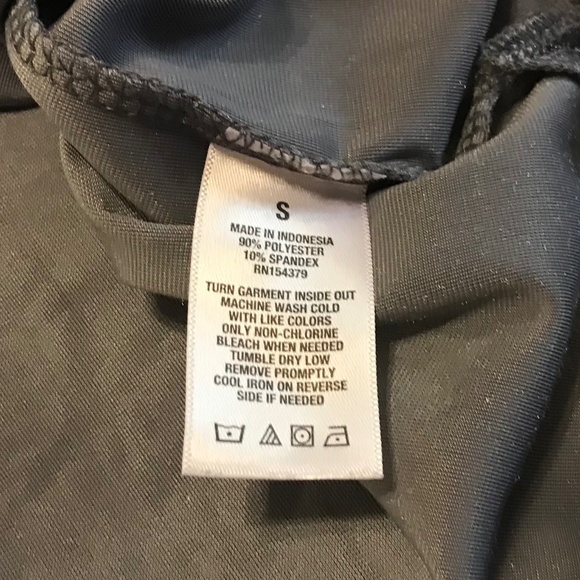 S
MADE IN INDONESIA
90% POLYESTER
10% SPANDEX
RN154379
TURN GARMENT INSIDE OUT
MACHINE WASH COLD
WITH LIKE COLORS
ONLY NON-CHLORINE
BLEACH WHEN NEEDED
TUMBLE DRY LOW
REMOVE PROMPTLY
COOL IRON ON REVERSE
SIDE IF NEEDED